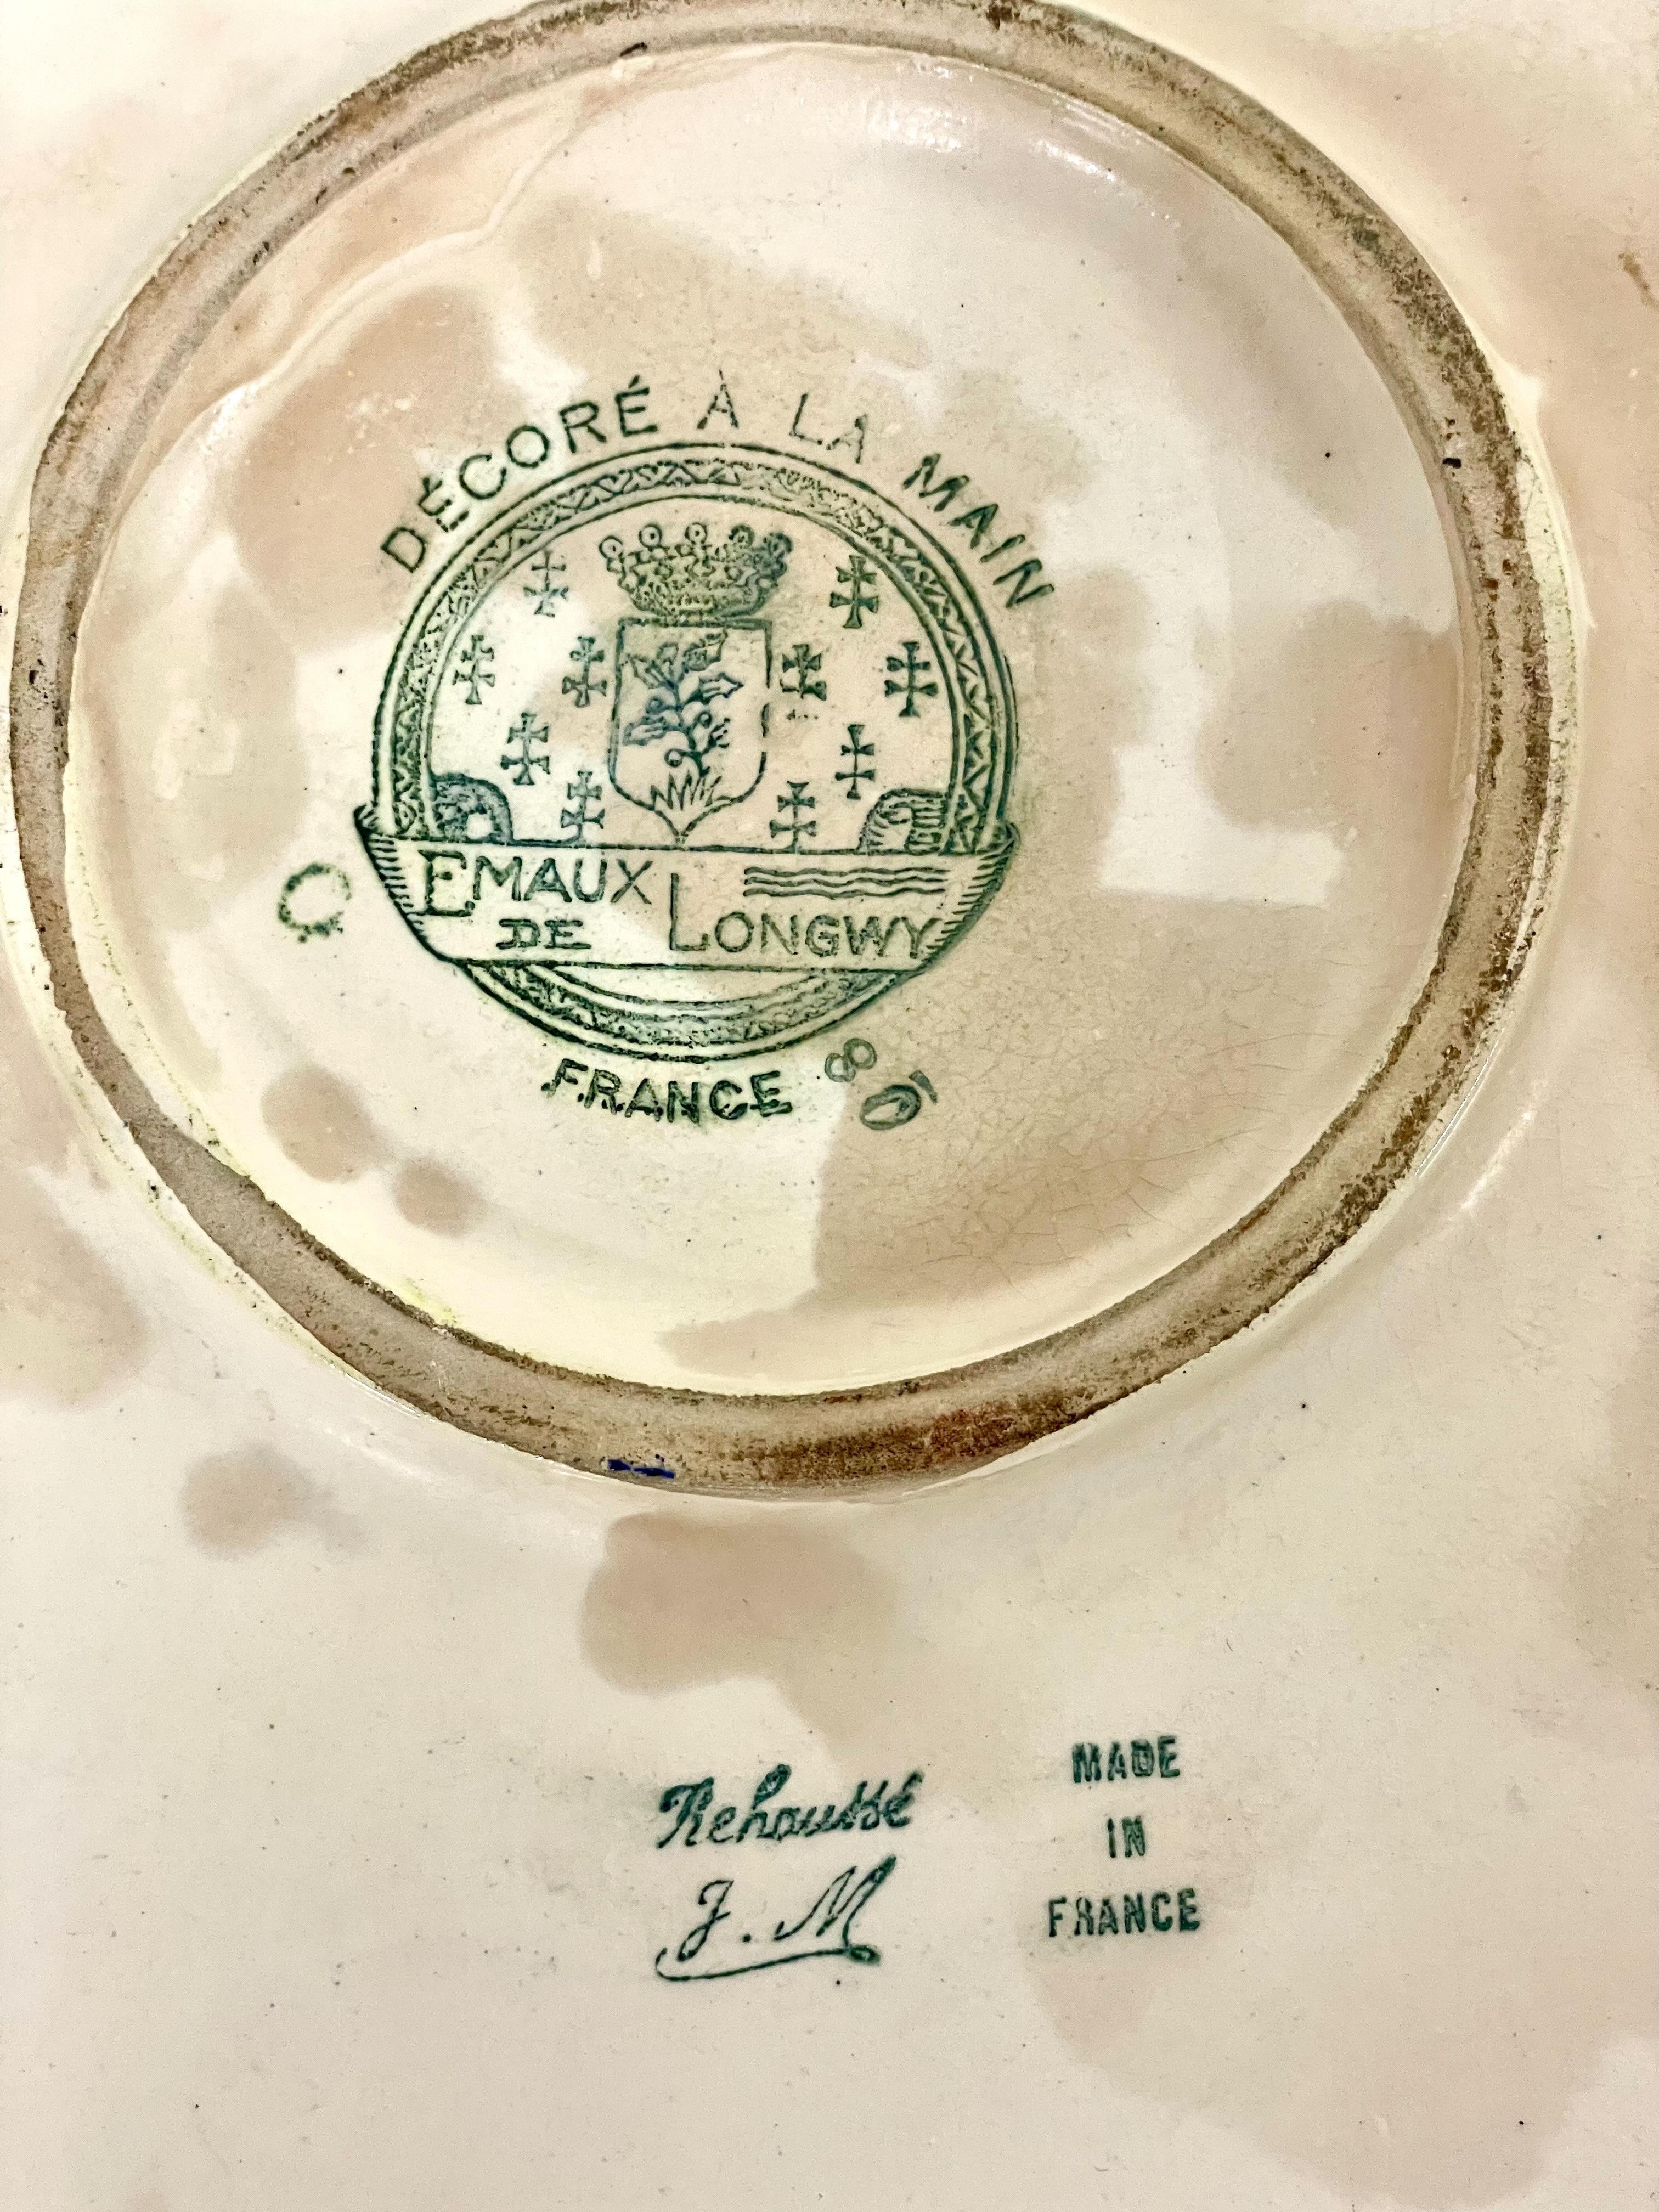 DÉCORÉ À LA MAIN
EMAUX
DE LONGWY
FRANCE
Rehaussé
J. M
MADE
IN
FRANCE